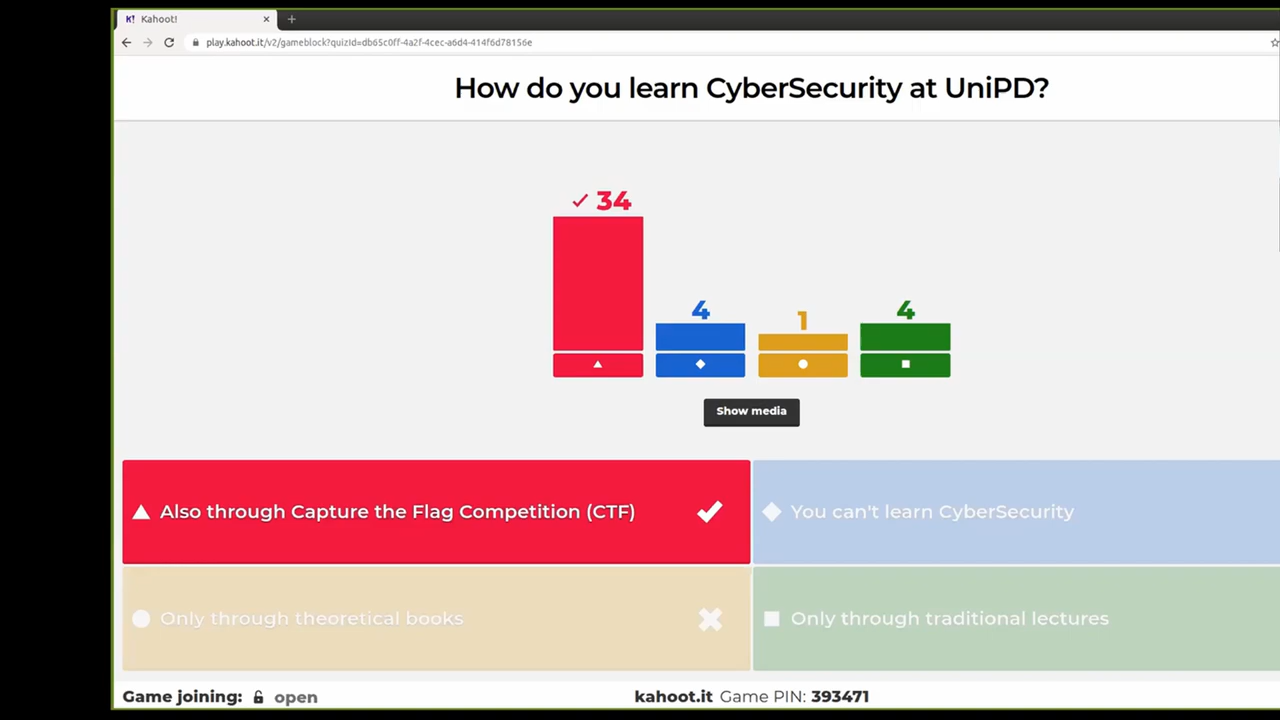 Kahoot!
play.kahoot.it/v2/gameblock?quizId=db65c0ff-4a2f-4cec-a6d4-414f6d78156e
How do you learn CyberSecurity at UniPD?
34
4
1
4
Show media
Also through Capture the Flag Competition (CTF)
You can't learn CyberSecurity
Only through theoretical books
Only through traditional lectures
Game joining: open
kahoot.it Game PIN: 393471